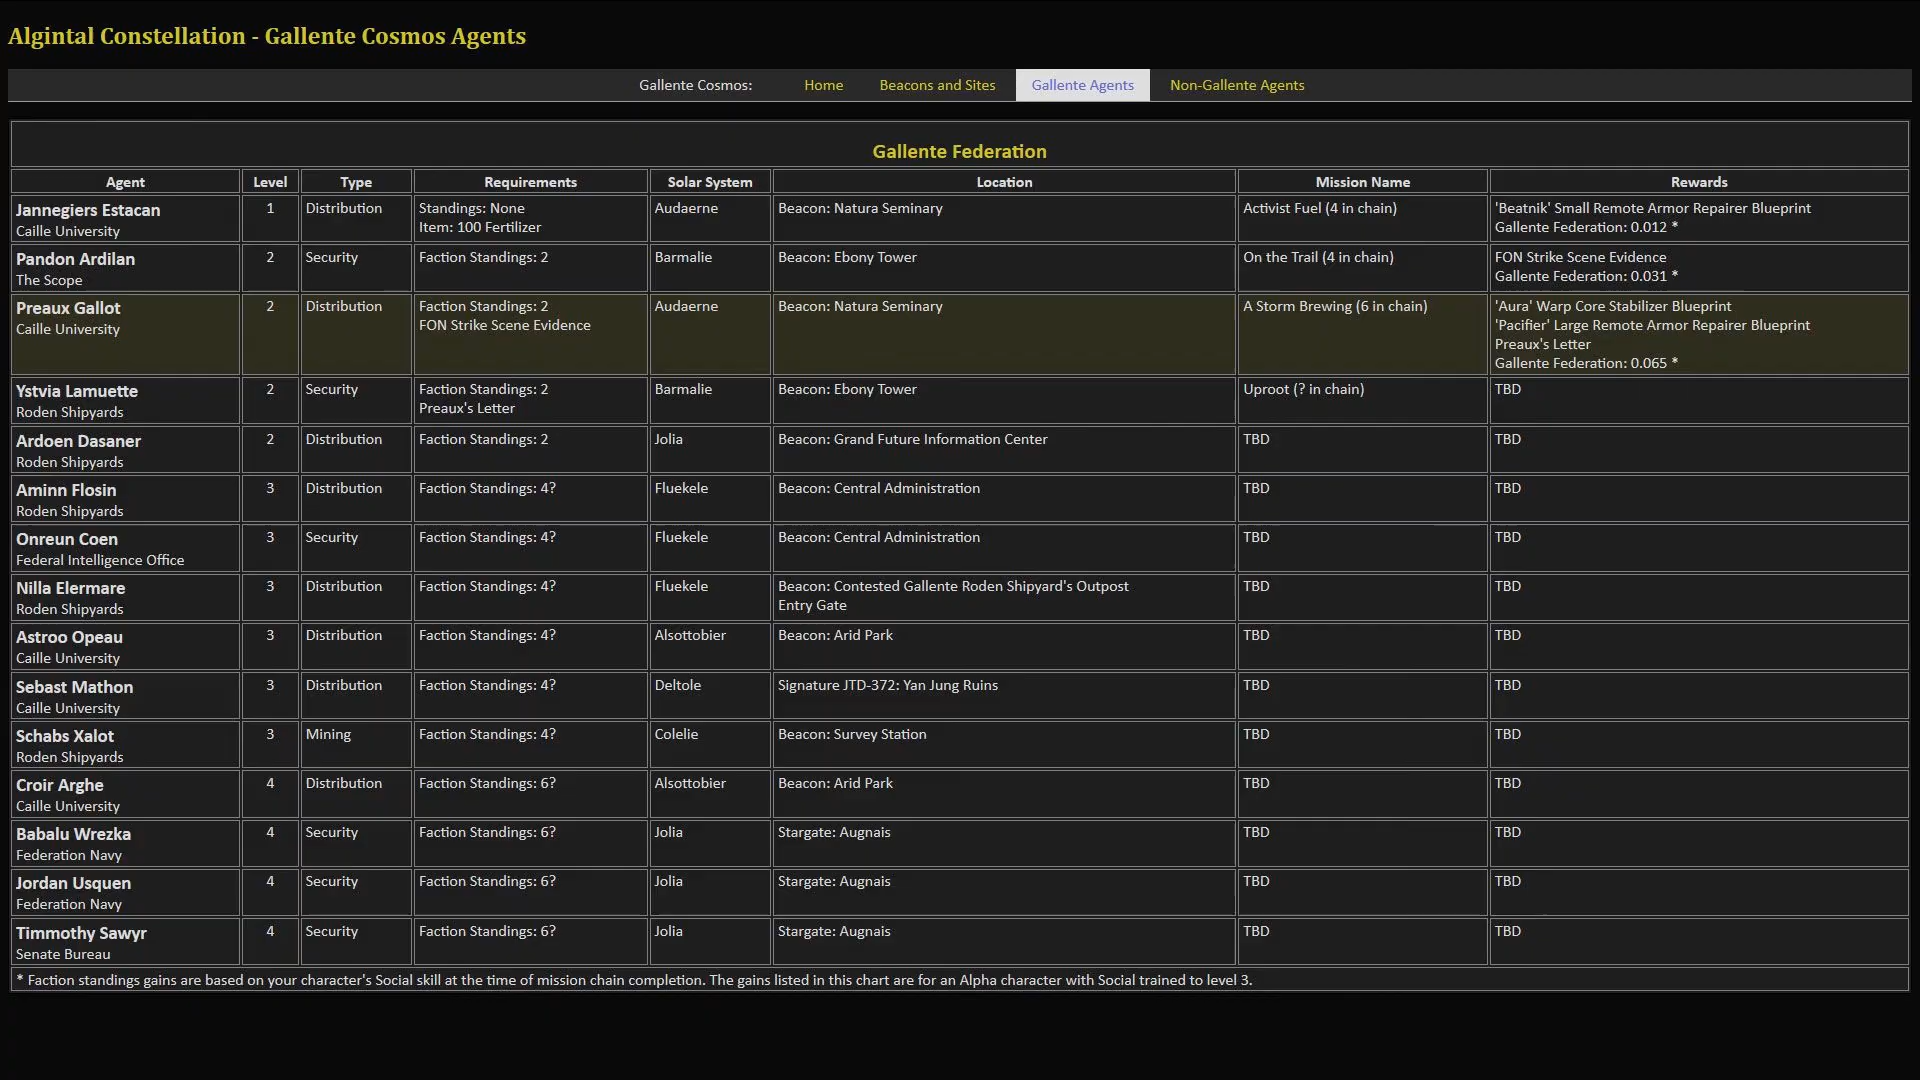 Algintal Constellation - Gallente Cosmos Agents
Gallente Cosmos: Home Beacons and Sites Gallente Agents Non-Gallente Agents
Gallente Federation
Agent Level Type Requirements Solar System Location Mission Name Rewards
Jannegiers Estacan 1 Distribution Standings: None Audaerne Beacon: Natura Seminary Activist Fuel (4 in chain) 'Beatnik' Small Remote Armor Repairer Blueprint
Caille University Item: 100 Fertilizer Gallente Federation: 0.012 *
Pandon Ardilan 2 Security Faction Standings: 2 Barmalie Beacon: Ebony Tower On the Trail (4 in chain) FON Strike Scene Evidence
The Scope Gallente Federation: 0.031 *
Preaux Gallot 2 Distribution Faction Standings: 2 Audaerne Beacon: Natura Seminary A Storm Brewing (6 in chain) 'Aura' Warp Core Stabilizer Blueprint
Caille University FON Strike Scene Evidence 'Pacifier' Large Remote Armor Repairer Blueprint
Preaux's Letter
Gallente Federation: 0.065 *
Ystvia Lamuette 2 Security Faction Standings: 2 Barmalie Beacon: Ebony Tower Uproot (? in chain) TBD
Roden Shipyards Preaux's Letter
Ardoen Dasaner 2 Distribution Faction Standings: 2 Jolia Beacon: Grand Future Information Center TBD TBD
Roden Shipyards
Aminn Flosin 3 Distribution Faction Standings: 4? Fluekele Beacon: Central Administration TBD TBD
Roden Shipyards
Onreun Coen 3 Security Faction Standings: 4? Fluekele Beacon: Central Administration TBD TBD
Federal Intelligence Office
Nilla Elermare 3 Distribution Faction Standings: 4? Fluekele Beacon: Contested Gallente Roden Shipyard's Outpost TBD TBD
Roden Shipyards Entry Gate
Astroo Opeau 3 Distribution Faction Standings: 4? Alsottobier Beacon: Arid Park TBD TBD
Caille University
Sebast Mathon 3 Distribution Faction Standings: 4? Deltole Signature JTD-372: Yan Jung Ruins TBD TBD
Caille University
Schabs Xalot 3 Mining Faction Standings: 4? Colelie Beacon: Survey Station TBD TBD
Roden Shipyards
Croir Arghe 4 Distribution Faction Standings: 6? Alsottobier Beacon: Arid Park TBD TBD
Caille University
Babalu Wrezka 4 Security Faction Standings: 6? Jolia Stargate: Augnais TBD TBD
Federation Navy
Jordan Usquen 4 Security Faction Standings: 6? Jolia Stargate: Augnais TBD TBD
Federation Navy
Timmothy Sawyr 4 Security Faction Standings: 6? Jolia Stargate: Augnais TBD TBD
Senate Bureau
* Faction standings gains are based on your character's Social skill at the time of mission chain completion. The gains listed in this chart are for an Alpha character with Social trained to level 3.